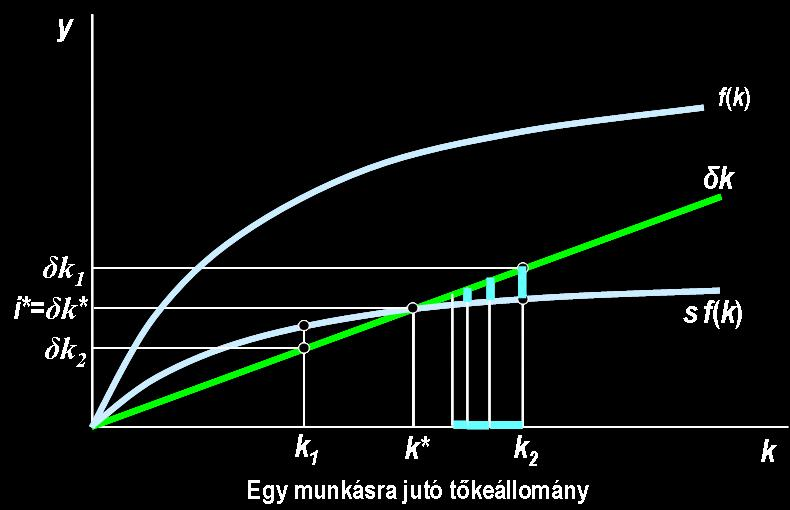 y
f(k)
δk
δk1
i*=δk*
s f(k)
δk2
k1
k*
k2
k
Egy munkásra jutó tőkeállomány